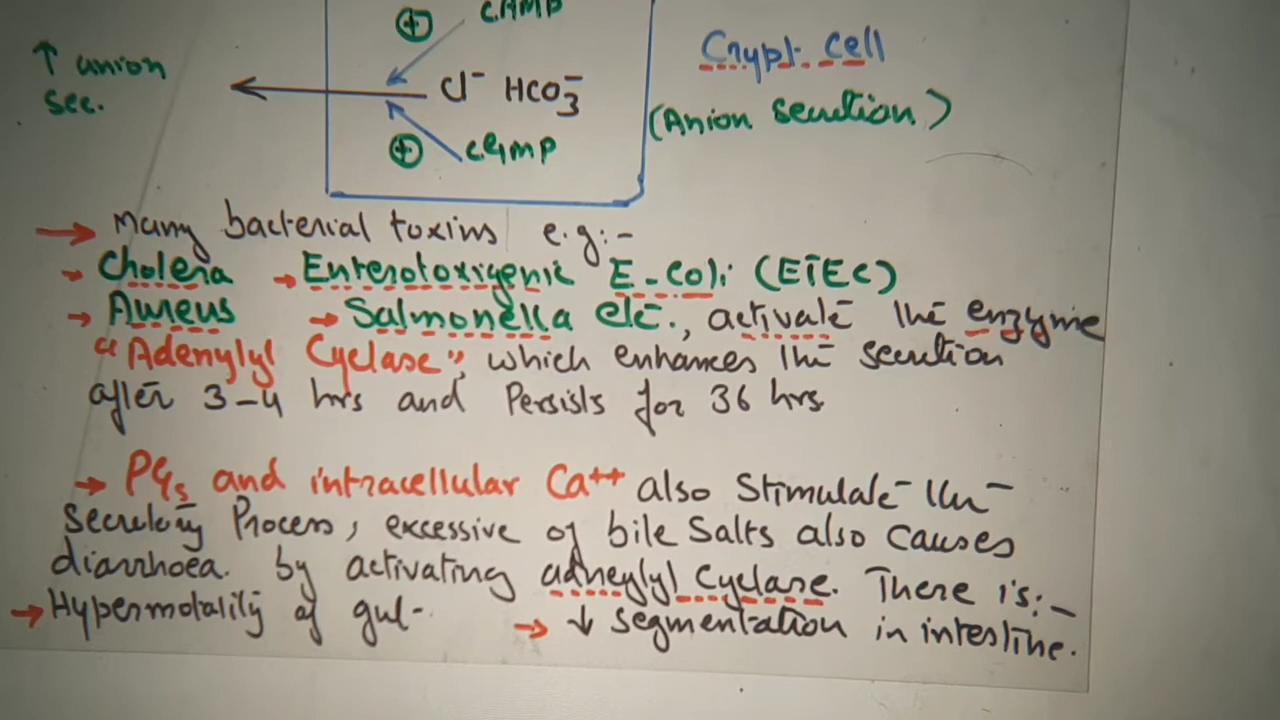 cAMP
↑ anion
sec.
Cl⁻ HCO₃⁻
Crypt cell
(Anion secretion)
cGMP
→ Many bacterial toxins e.g:-
→ Cholera → Enterotoxigenic E-Coli (ETEC)
→ Aureus → Salmonella etc., activate the enzyme
"Adenylyl Cyclase", which enhances the secretion
after 3-4 hrs and Persists for 36 hrs
→ PGs and intracellular Ca++ also Stimulate the
Secretory Process, excessive of bile Salts also causes
diarrhoea. by activating adneylyl Cyclase. There is:-
→ Hypermotality of gut- → ↓ segmentation in intestine.